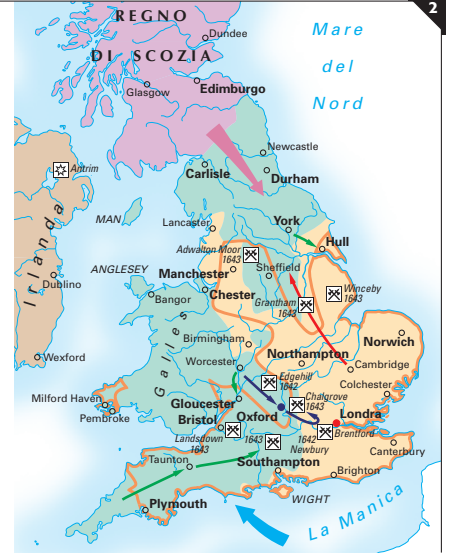 2
REGNO
DI SCOZIA
Dundee
Mare
del
Nord
Glasgow
Edimburgo
Newcastle
Carlisle
Durham
Antrim
Irlanda
MAN
Lancaster
York
Hull
Adwalton Moor
1643
ANGLESEY
Manchester
Sheffield
Dublino
Bangor
Chester
Grantham
1643
Winceby
1643
Galles
Birmingham
Norwich
Northampton
Wexford
Worcester
Cambridge
Edgehill
1642
Colchester
Milford Haven
Pembroke
Gloucester
Chalgrove
1643
Bristol
Oxford
Londra
Landsdown
1643
1643
Newbury
1642
Brentford
Canterbury
Taunton
Southampton
Brighton
Plymouth
WIGHT
La Manica